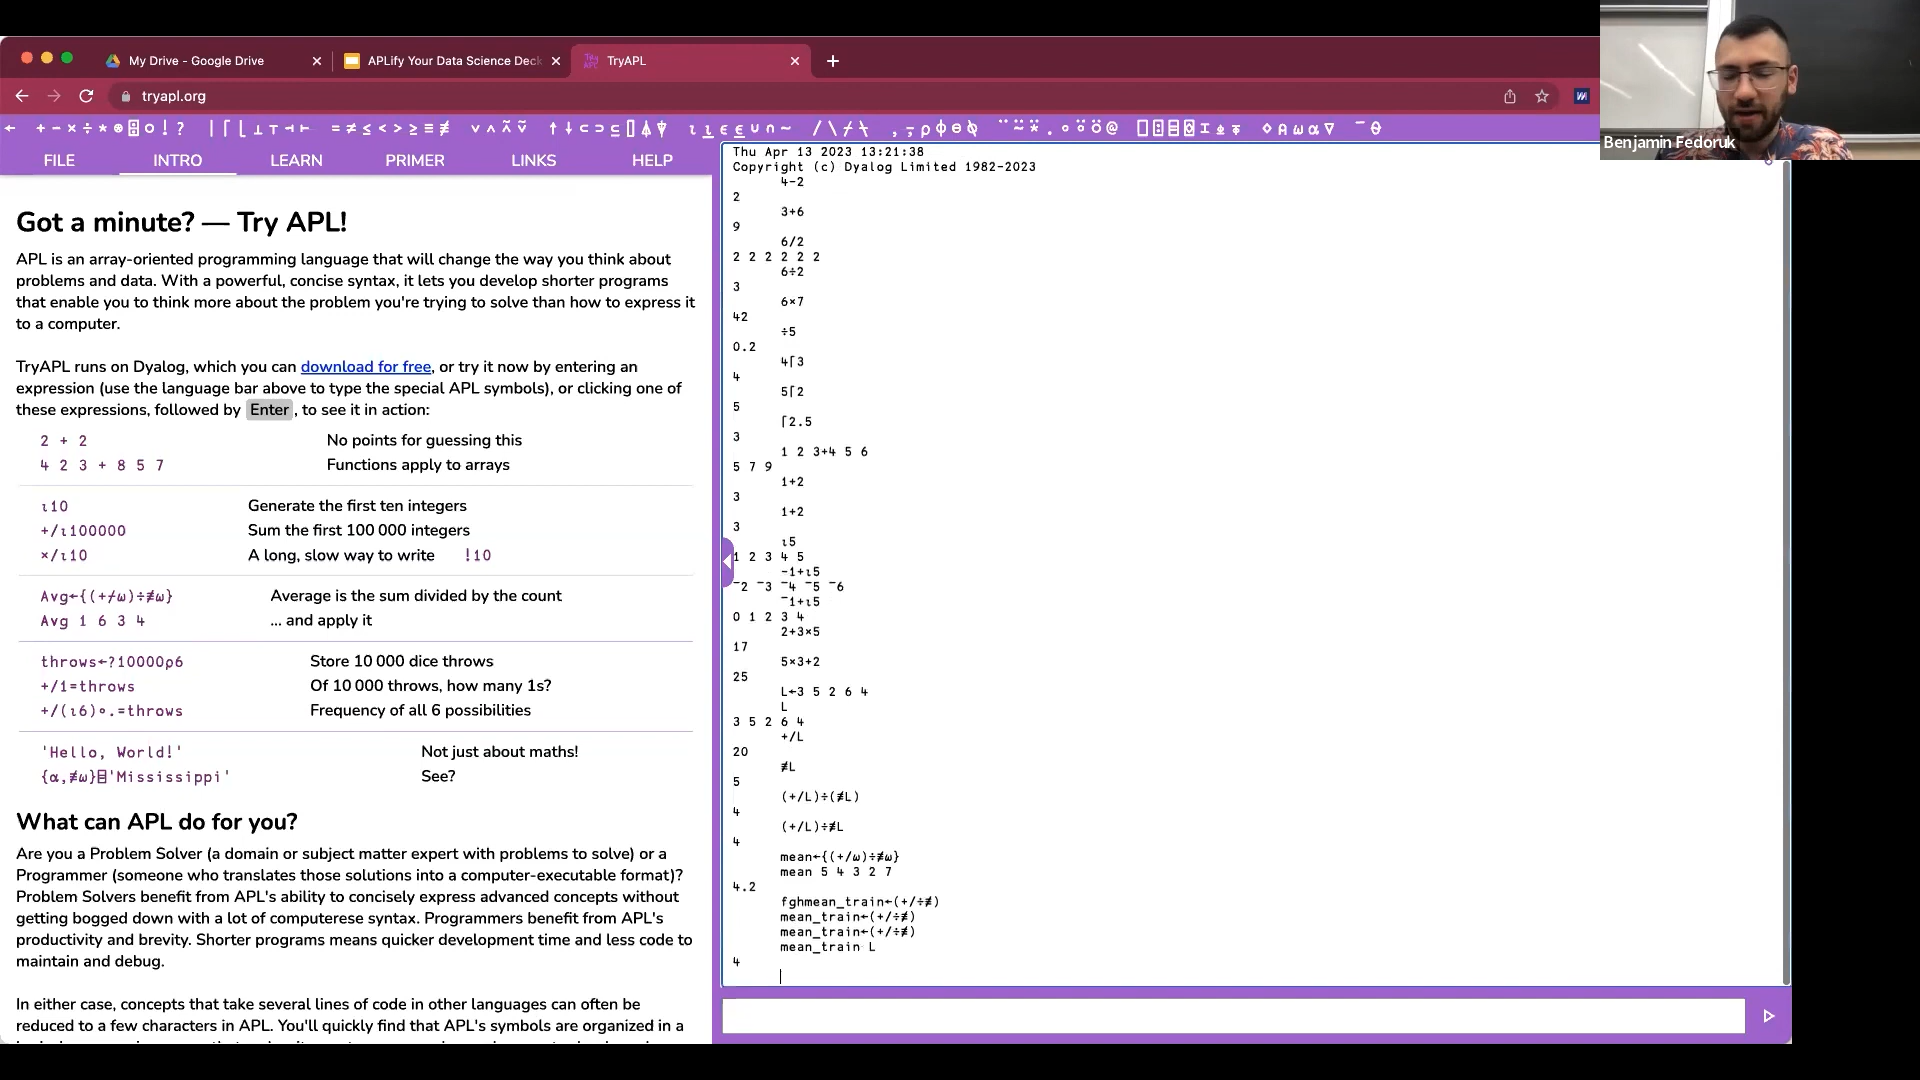 My Drive - Google Drive
APLify Your Data Science Deck
TryAPL
tryapl.org
Benjamin Fedoruk
← + - × ÷ * ⍟ ⌹ ○ ! ? | ⌈ ⌊ ⊥ ⊤ ⊣ ⊢ = ≠ ≤ < > ≥ ≡ ≢ ∨ ∧ ⍲ ⍱ ↑ ↓ ⊂ ⊃ ⊆ ⌷ ⍋ ⍒ ⍳ ⍸ ∊ ⍷ ∪ ∩ ~ / \ ⌿ ⍀ , ⍪ ⍴ ⌽ ⊖ ⍉ ¨ ⍨ ⍣ . ∘ ⍤ ⍥ @ ⎕ ⍠ ⌸ ⌺ ⌶ ⍎ ⍕ ⋄ ⍝ ⍵ ⍺ ∇ ¯ ⍬
FILE INTRO LEARN PRIMER LINKS HELP
Got a minute? — Try APL!
APL is an array-oriented programming language that will change the way you think about
problems and data. With a powerful, concise syntax, it lets you develop shorter programs
that enable you to think more about the problem you're trying to solve than how to express it
to a computer.
TryAPL runs on Dyalog, which you can download for free, or try it now by entering an
expression (use the language bar above to type the special APL symbols), or clicking one of
these expressions, followed by Enter, to see it in action:
2 + 2 No points for guessing this
4 2 3 + 8 5 7 Functions apply to arrays
⍳10 Generate the first ten integers
+/⍳100000 Sum the first 100 000 integers
×/⍳10 A long, slow way to write !10
Avg←{(+⌿⍵)÷≢⍵} Average is the sum divided by the count
Avg 1 6 3 4 ... and apply it
throws←?10000⍴6 Store 10 000 dice throws
+/1=throws Of 10 000 throws, how many 1s?
+/(⍳6)∘.=throws Frequency of all 6 possibilities
'Hello, World!' Not just about maths!
{⍺,≢⍵}⌸'Mississippi' See?
What can APL do for you?
Are you a Problem Solver (a domain or subject matter expert with problems to solve) or a
Programmer (someone who translates those solutions into a computer-executable format)?
Problem Solvers benefit from APL's ability to concisely express advanced concepts without
getting bogged down with a lot of computerese syntax. Programmers benefit from APL's
productivity and brevity. Shorter programs means quicker development time and less code to
maintain and debug.
In either case, concepts that take several lines of code in other languages can often be
reduced to a few characters in APL. You'll quickly find that APL's symbols are organized in a
Thu Apr 13 2023 13:21:38
Copyright (c) Dyalog Limited 1982-2023
4-2
2
3+6
9
6/2
2 2 2 2 2 2
6÷2
3
6×7
42
÷5
0.2
4⌈3
4
5⌈2
5
⌈2.5
3
1 2 3+4 5 6
5 7 9
1+2
3
1+2
3
⍳5
1 2 3 4 5
-1+⍳5
¯2 ¯3 ¯4 ¯5 ¯6
¯1+⍳5
0 1 2 3 4
2+3×5
17
5×3+2
25
L←3 5 2 6 4
L
3 5 2 6 4
+/L
20
≢L
5
(+/L)÷(≢L)
4
(+/L)÷≢L
4
mean←{(+/⍵)÷≢⍵}
mean 5 4 3 2 7
4.2
fghmean_train←(+/÷≢)
mean_train←(+/÷≢)
mean_train←(+/÷≢)
mean_train L
4